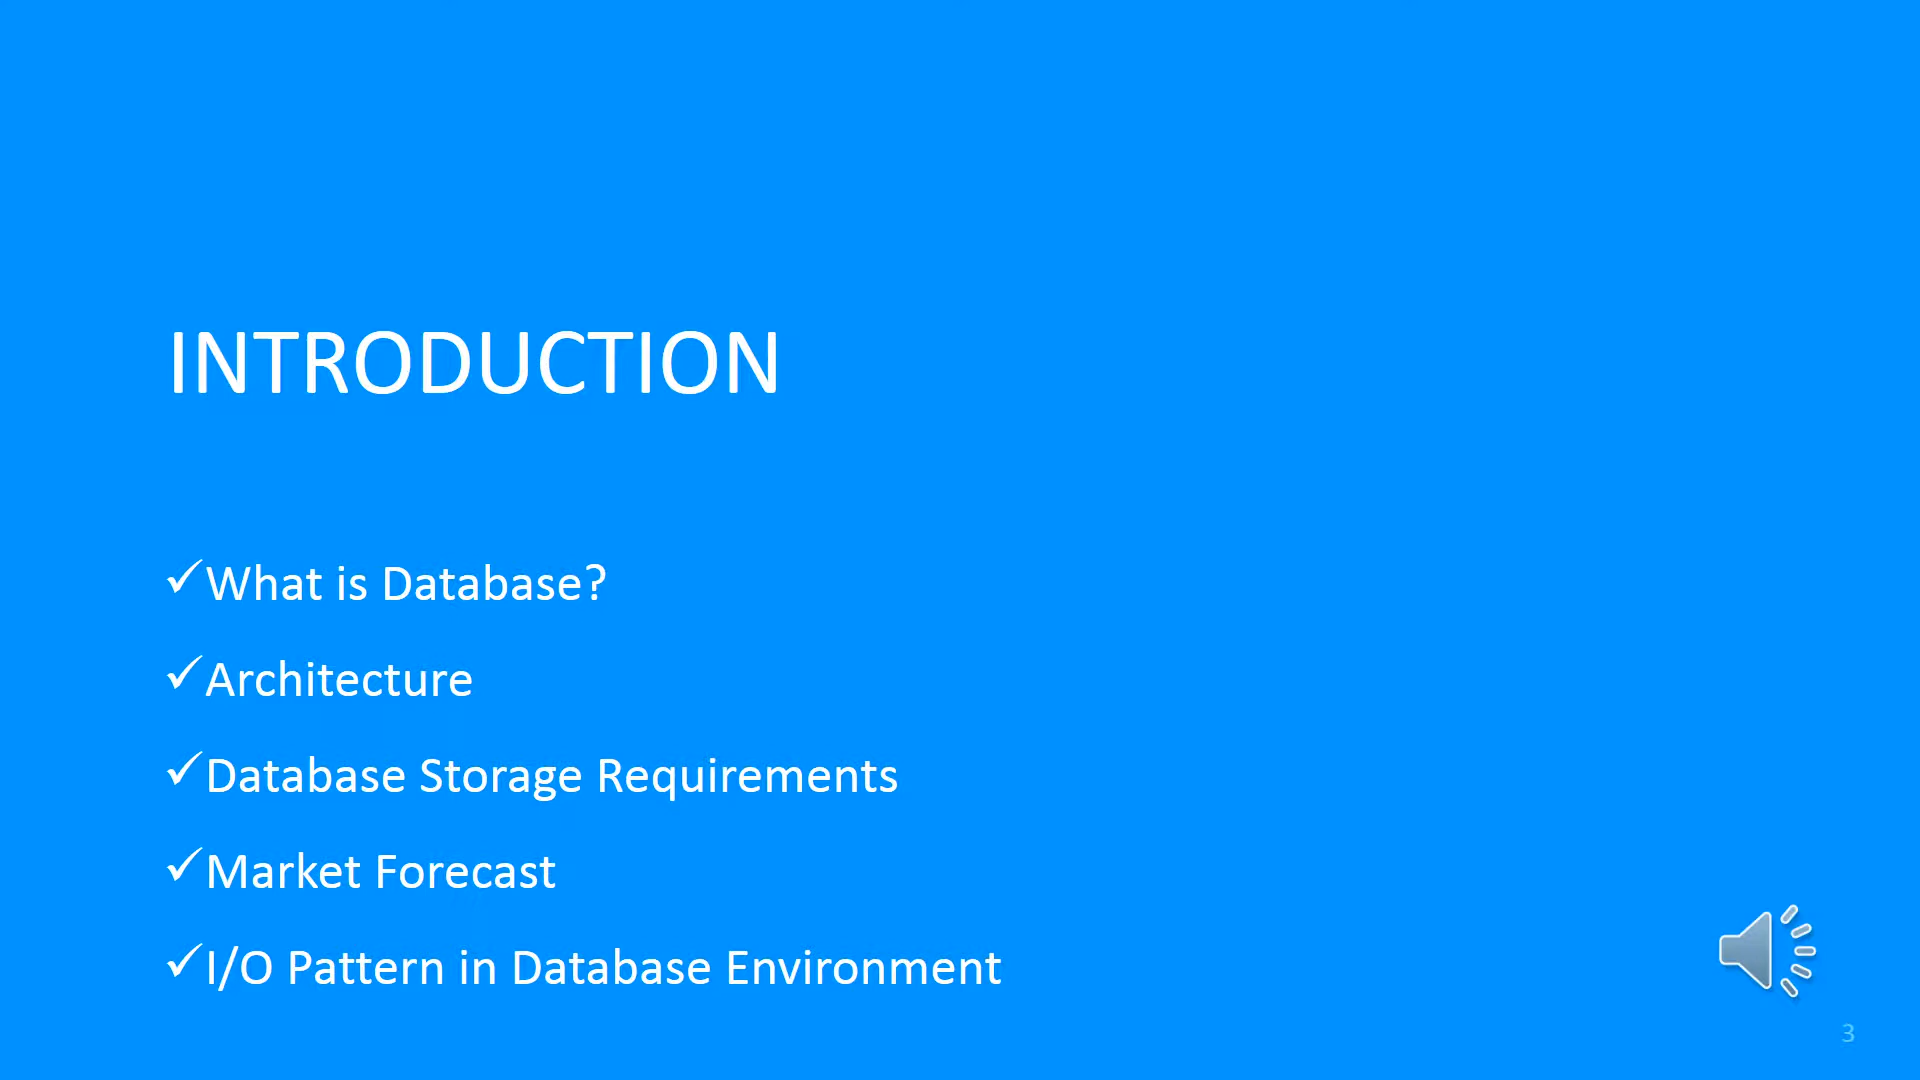 INTRODUCTION
✓What is Database?
✓Architecture
✓Database Storage Requirements
✓Market Forecast
✓I/O Pattern in Database Environment
3